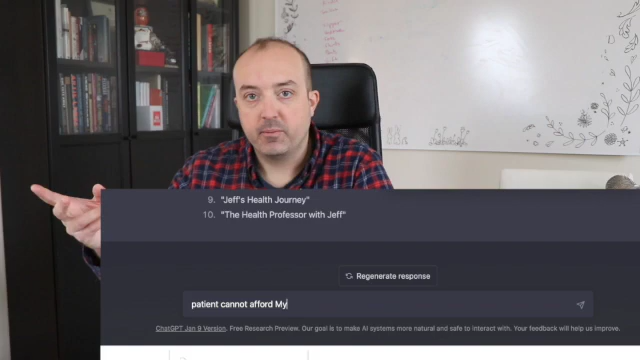 9. "Jeff's Health Journey"
10. "The Health Professor with Jeff"
Regenerate response
patient cannot afford My
ChatGPT Jan 9 Version. Free Research Preview. Our goal is to make AI systems more natural and safe to interact with. Your feedback will help us improve.